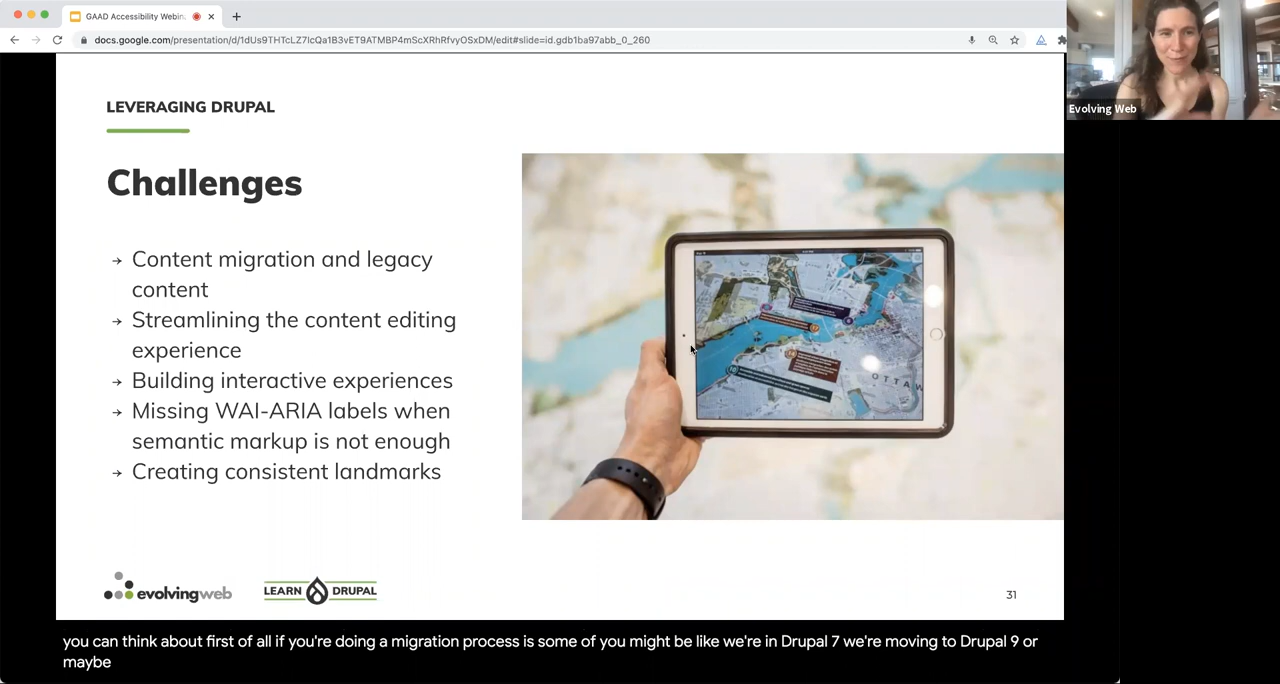 GAAD Accessibility Webin
docs.google.com/presentation/d/1dUs9THTcLZ7lcQa1B3vET9ATMBP4mScXRhRfvyOSxDM/edit#slide=id.gdb1ba97abb_0_260
Evolving Web
LEVERAGING DRUPAL
Challenges
→ Content migration and legacy
content
→ Streamlining the content editing
experience
→ Building interactive experiences
→ Missing WAI-ARIA labels when
semantic markup is not enough
→ Creating consistent landmarks
OTTAW
evolvingweb
LEARN DRUPAL
31
you can think about first of all if you're doing a migration process is some of you might be like we're in Drupal 7 we're moving to Drupal 9 or
maybe